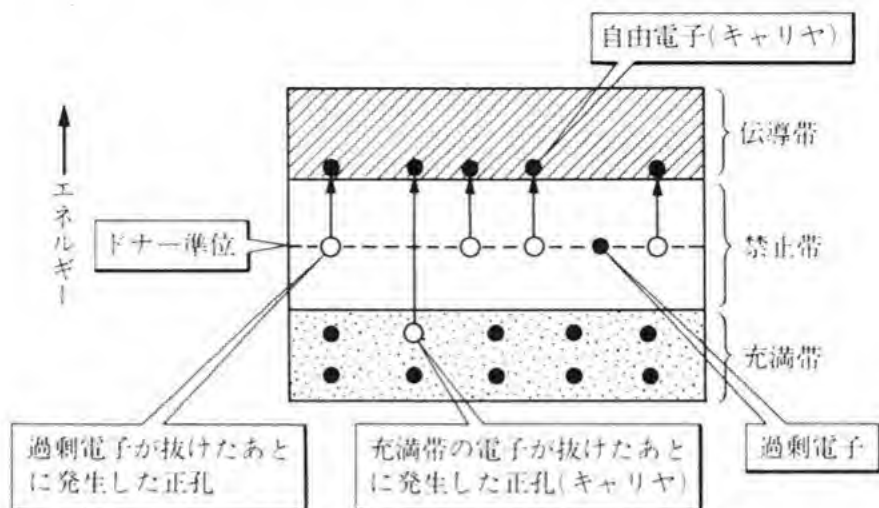 自由電子(キャリヤ)
伝導帯
エネルギー
ドナー準位
禁止帯
充満帯
過剰電子が抜けたあと
に発生した正孔
充満帯の電子が抜けたあと
に発生した正孔(キャリヤ)
過剰電子